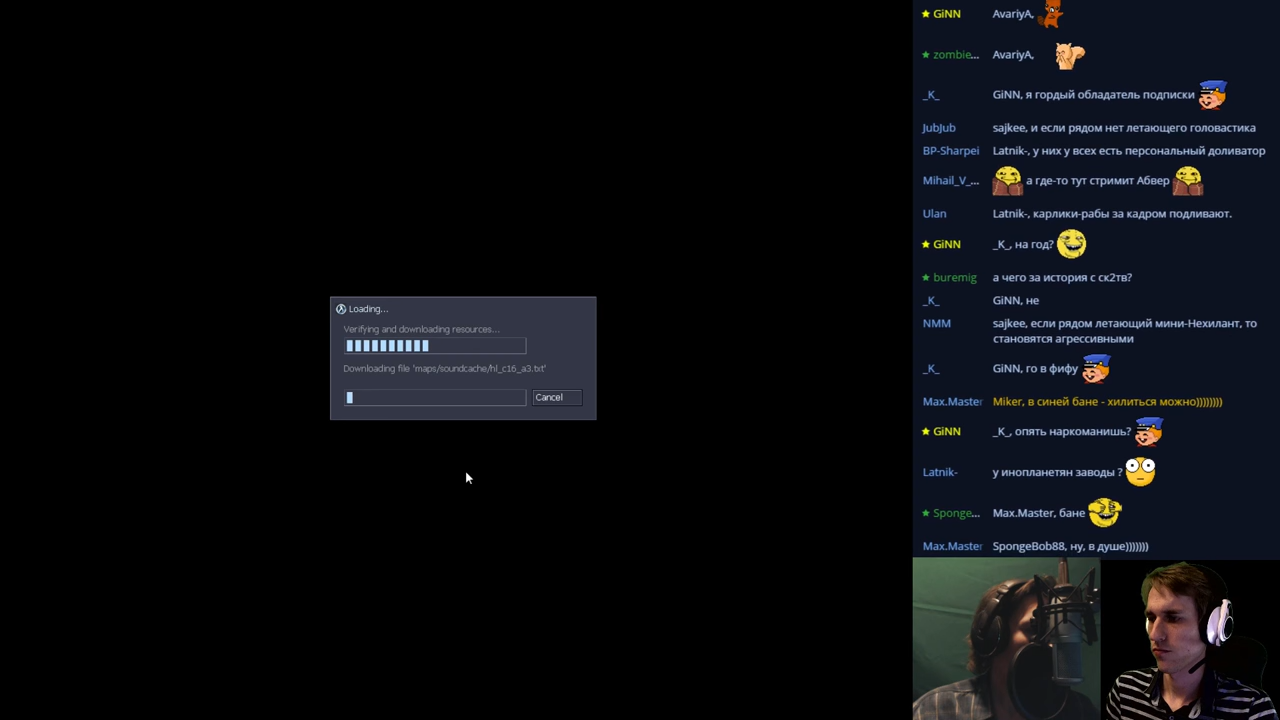 Loading...
Verifying and downloading resources...
Downloading file 'maps/soundcache/hl_c16_a3.txt'
Cancel
GiNN AvariyA,
zombie... AvariyA,
_K_ GiNN, я гордый обладатель подписки
JubJub sajkee, и если рядом нет летающего головастика
BP-Sharpei Latnik-, у них у всех есть персональный доливатор
Mihail_V_... а где-то тут стримит Абвер
Ulan Latnik-, карлики-рабы за кадром подливают.
GiNN _K_, на год?
buremig а чего за история с ск2тв?
_K_ GiNN, не
NMM sajkee, если рядом летающий мини-Нехилант, то
становятся агрессивными
_K_ GiNN, го в фифу
Max.Master Miker, в синей бане - хилиться можно))))))))
GiNN _K_, опять наркоманишь?
Latnik- у инопланетян заводы ?
Sponge... Max.Master, бане
Max.Master SpongeBob88, ну, в душе)))))))